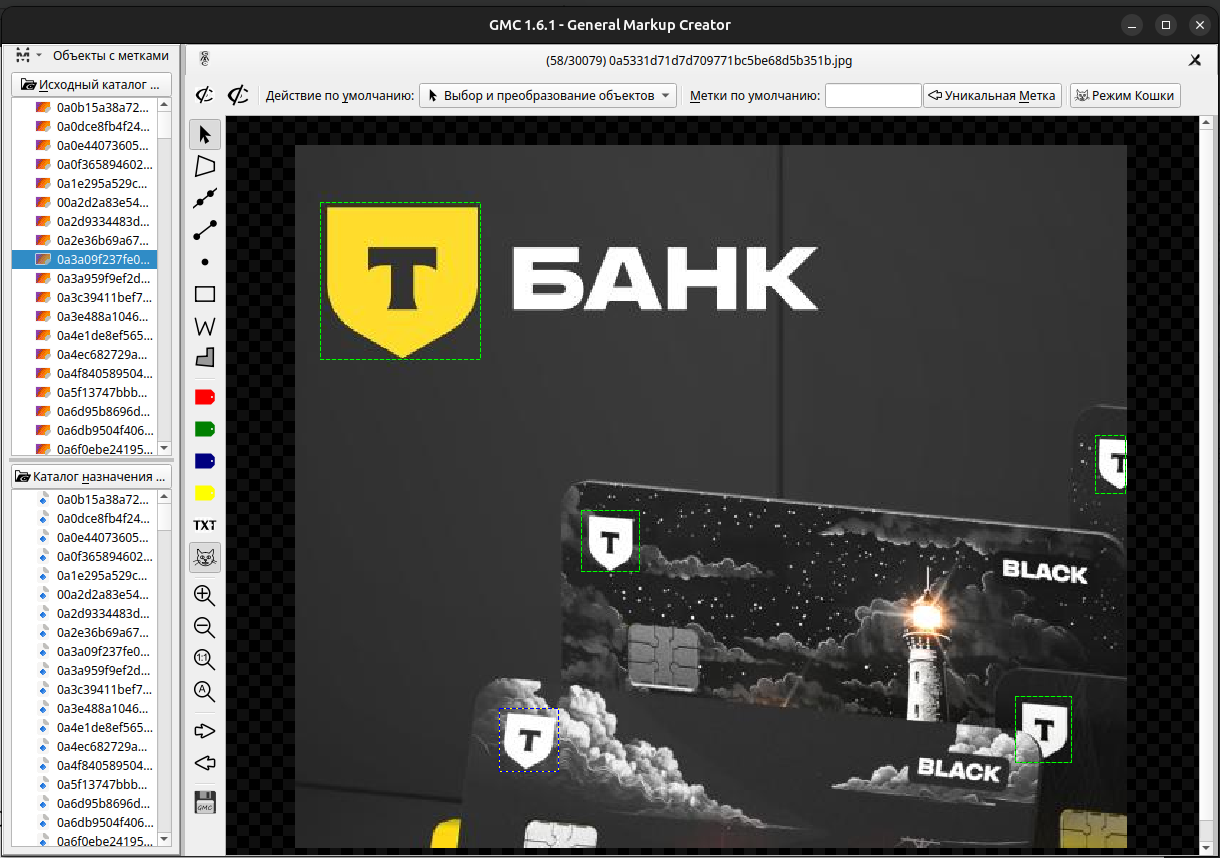 GMC 1.6.1 - General Markup Creator
Объекты с метками
(58/30079) 0a5331d71d7d709771bc5be68d5b351b.jpg
Исходный каталог ...
Действие по умолчанию:
Выбор и преобразование объектов
Метки по умолчанию:
Уникальная Метка
Режим Кошки
0a0b15a38a72...
0a0dce8fb4f24...
0a0e44073605...
0a0f365894602...
0a1e295a529c...
00a2d2a83e54...
0a2d9334483d...
0a2e36b69a67...
0a3a09f237fe0...
0a3a959f9ef2d...
0a3c39411bef7...
0a3e488a1046...
0a4e1de8ef565...
0a4ec682729a...
0a4f840589504...
0a5f13747bbb...
0a6d95b8696d...
0a6db9504f406...
0a6f0ebe24195...
Каталог назначения ...
0a0b15a38a72...
0a0dce8fb4f24...
0a0e44073605...
0a0f365894602...
0a1e295a529c...
00a2d2a83e54...
0a2d9334483d...
0a2e36b69a67...
0a3a09f237fe0...
0a3a959f9ef2d...
0a3c39411bef7...
0a3e488a1046...
0a4e1de8ef565...
0a4ec682729a...
0a4f840589504...
0a5f13747bbb...
0a6d95b8696d...
0a6db9504f406...
0a6f0ebe24195...
TXT
1:1
A
GMC
Т БАНК
Т
Т
BLACK
Т
Т
BLACK